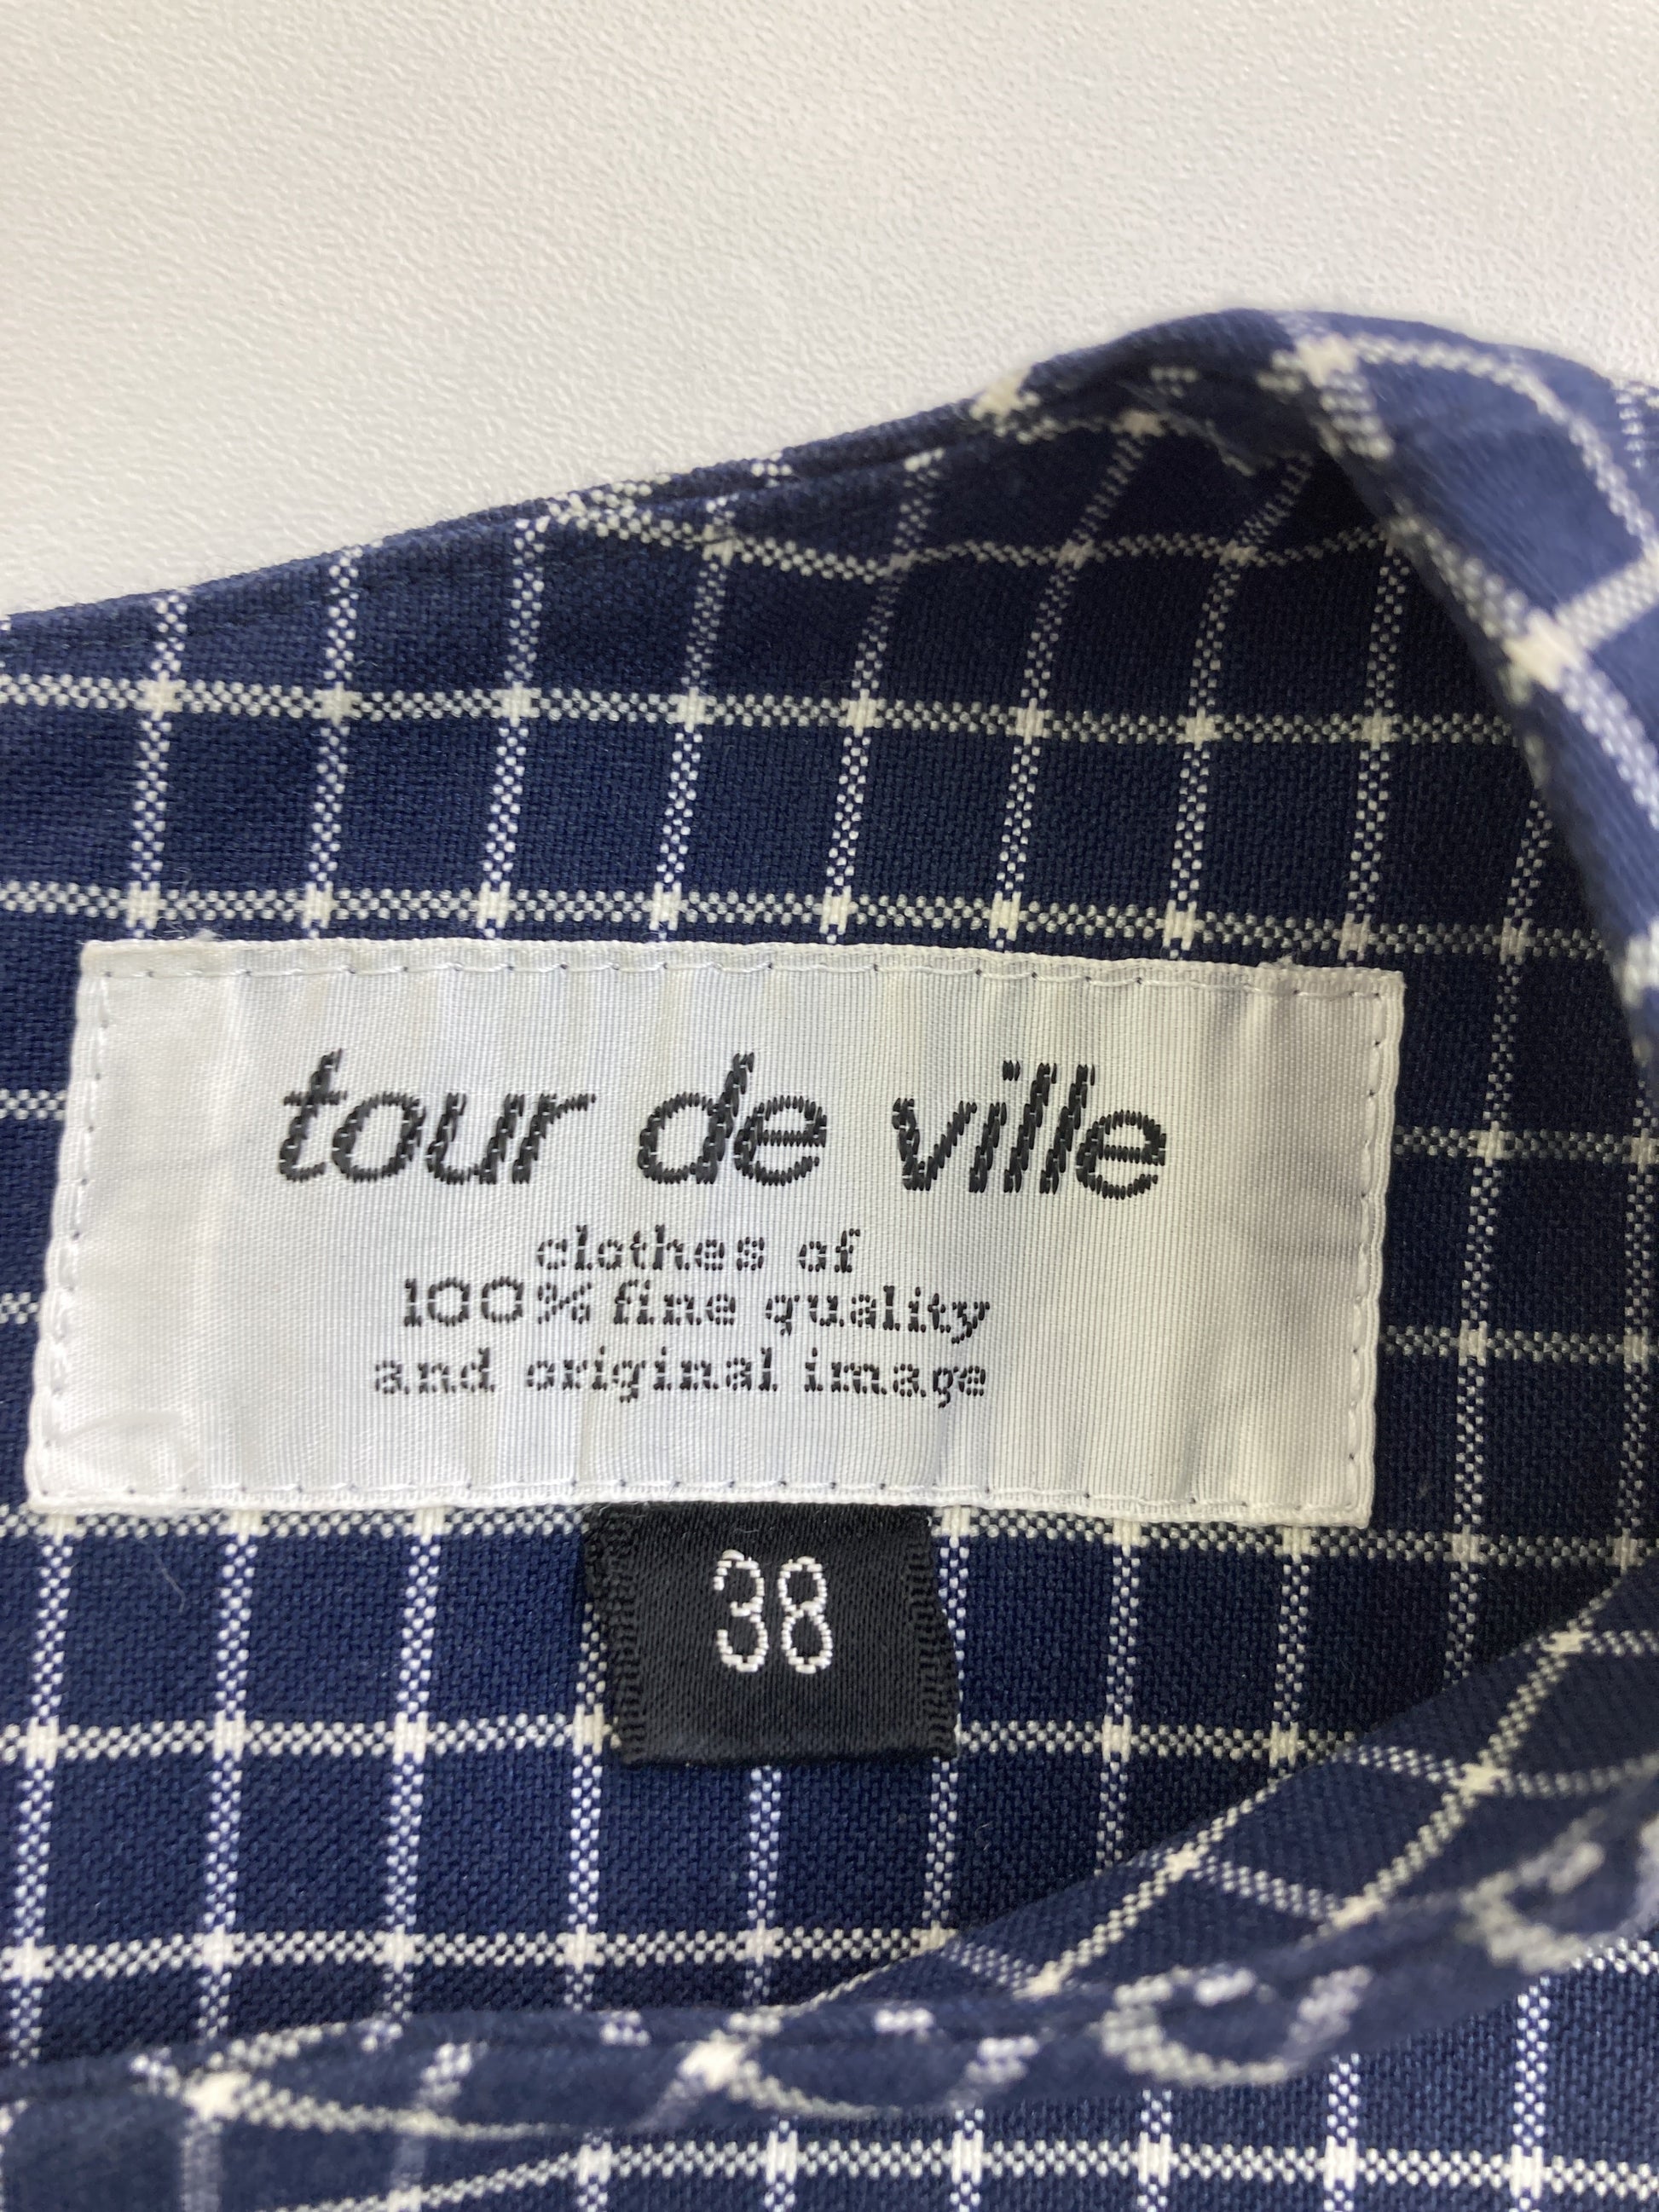 tour de ville
clothes of
100% fine quality
and original image
38